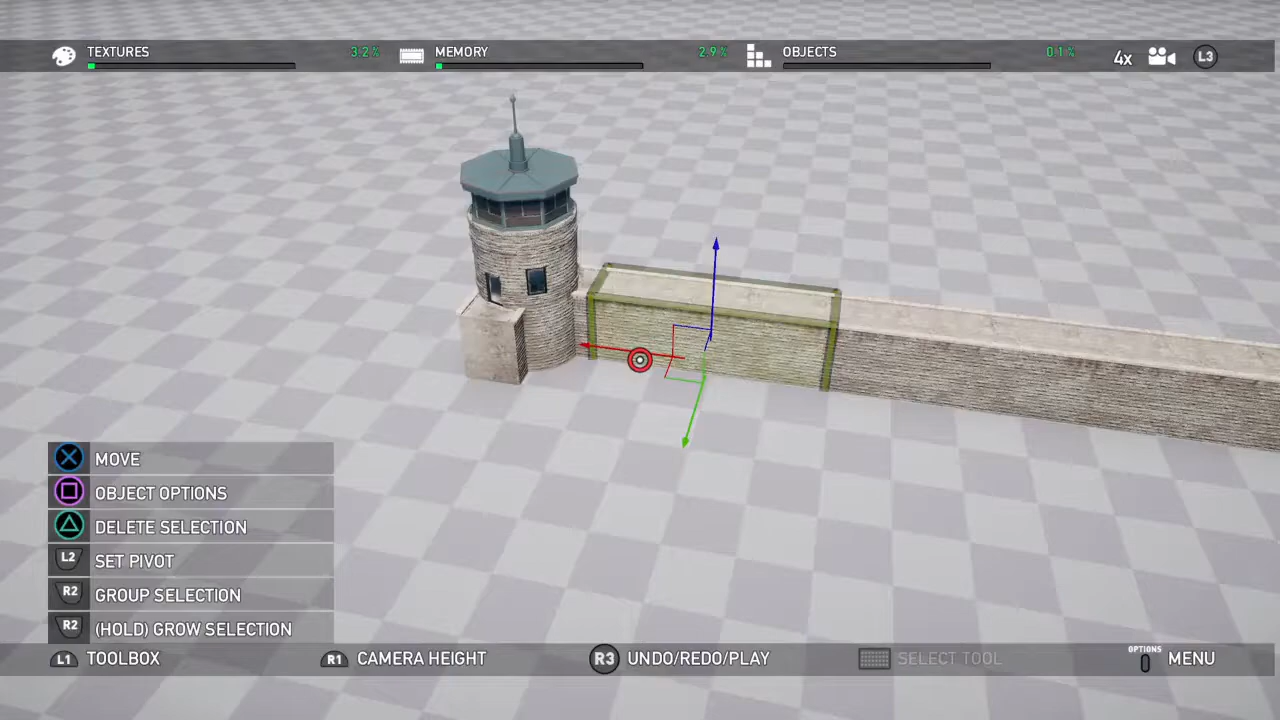 TEXTURES 3.2% MEMORY 2.9% OBJECTS 0.1% 4x L3
MOVE
OBJECT OPTIONS
DELETE SELECTION
L2 SET PIVOT
R2 GROUP SELECTION
R2 (HOLD) GROW SELECTION
L1 TOOLBOX R1 CAMERA HEIGHT R3 UNDO/REDO/PLAY SELECT TOOL OPTIONS MENU